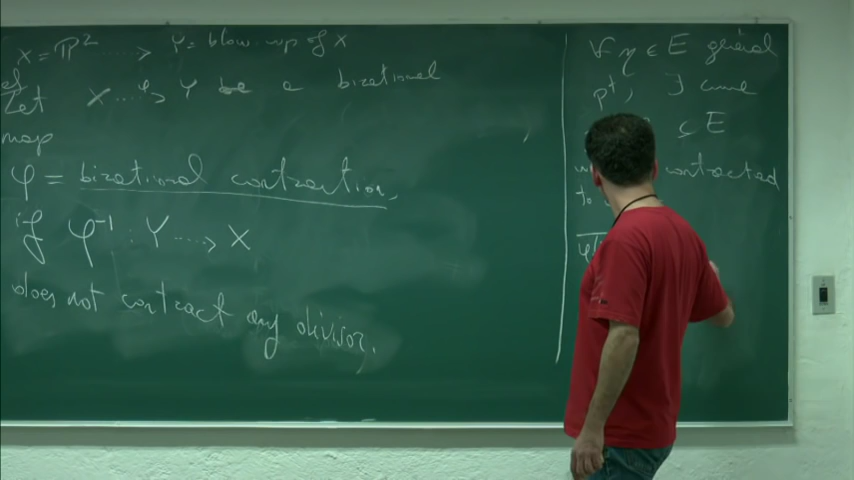 X = ℙ² ····> Y = blow up of X
ef
Let X ··φ··> Y be a birational
map
φ = birational contraction,
if φ⁻¹ : Y ····> X
does not contract any divisor.
∀ η ∈ E general
pt, ∃ curve
⊆ E
contracted
to